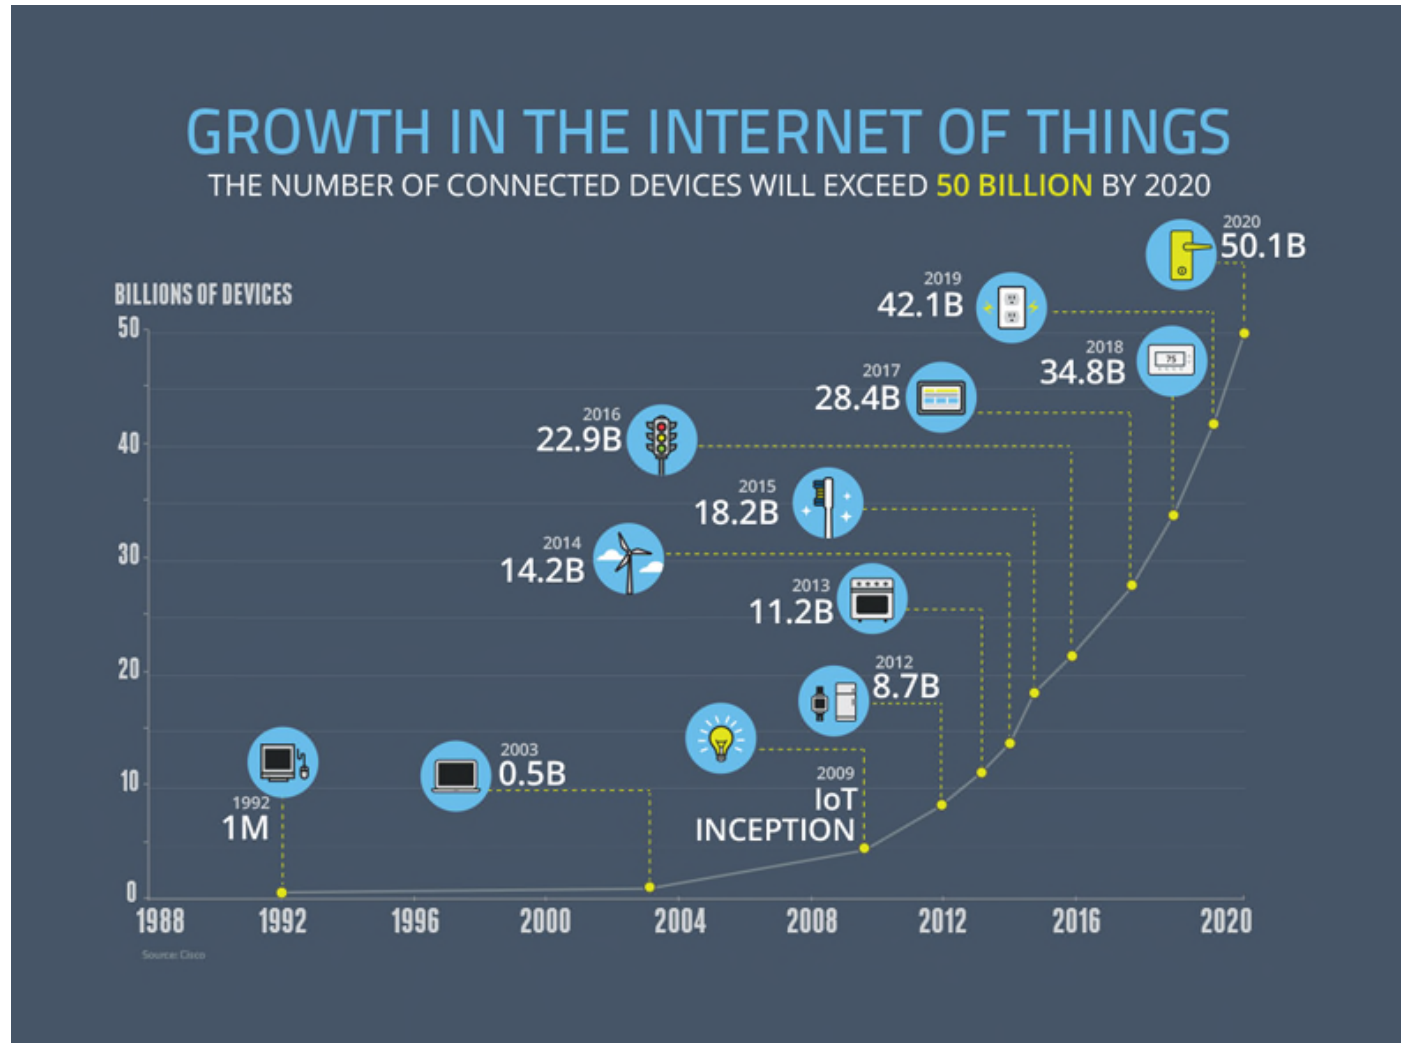 GROWTH IN THE INTERNET OF THINGS
THE NUMBER OF CONNECTED DEVICES WILL EXCEED 50 BILLION BY 2020
BILLIONS OF DEVICES
2020
50.1B
2019
42.1B
2018
34.8B
75
2017
28.4B
2016
22.9B
2015
18.2B
2014
14.2B
2013
11.2B
2012
8.7B
2009
IoT
INCEPTION
2003
0.5B
1992
1M
50
40
30
20
10
0
1988 1992 1996 2000 2004 2008 2012 2016 2020
Source: Cisco